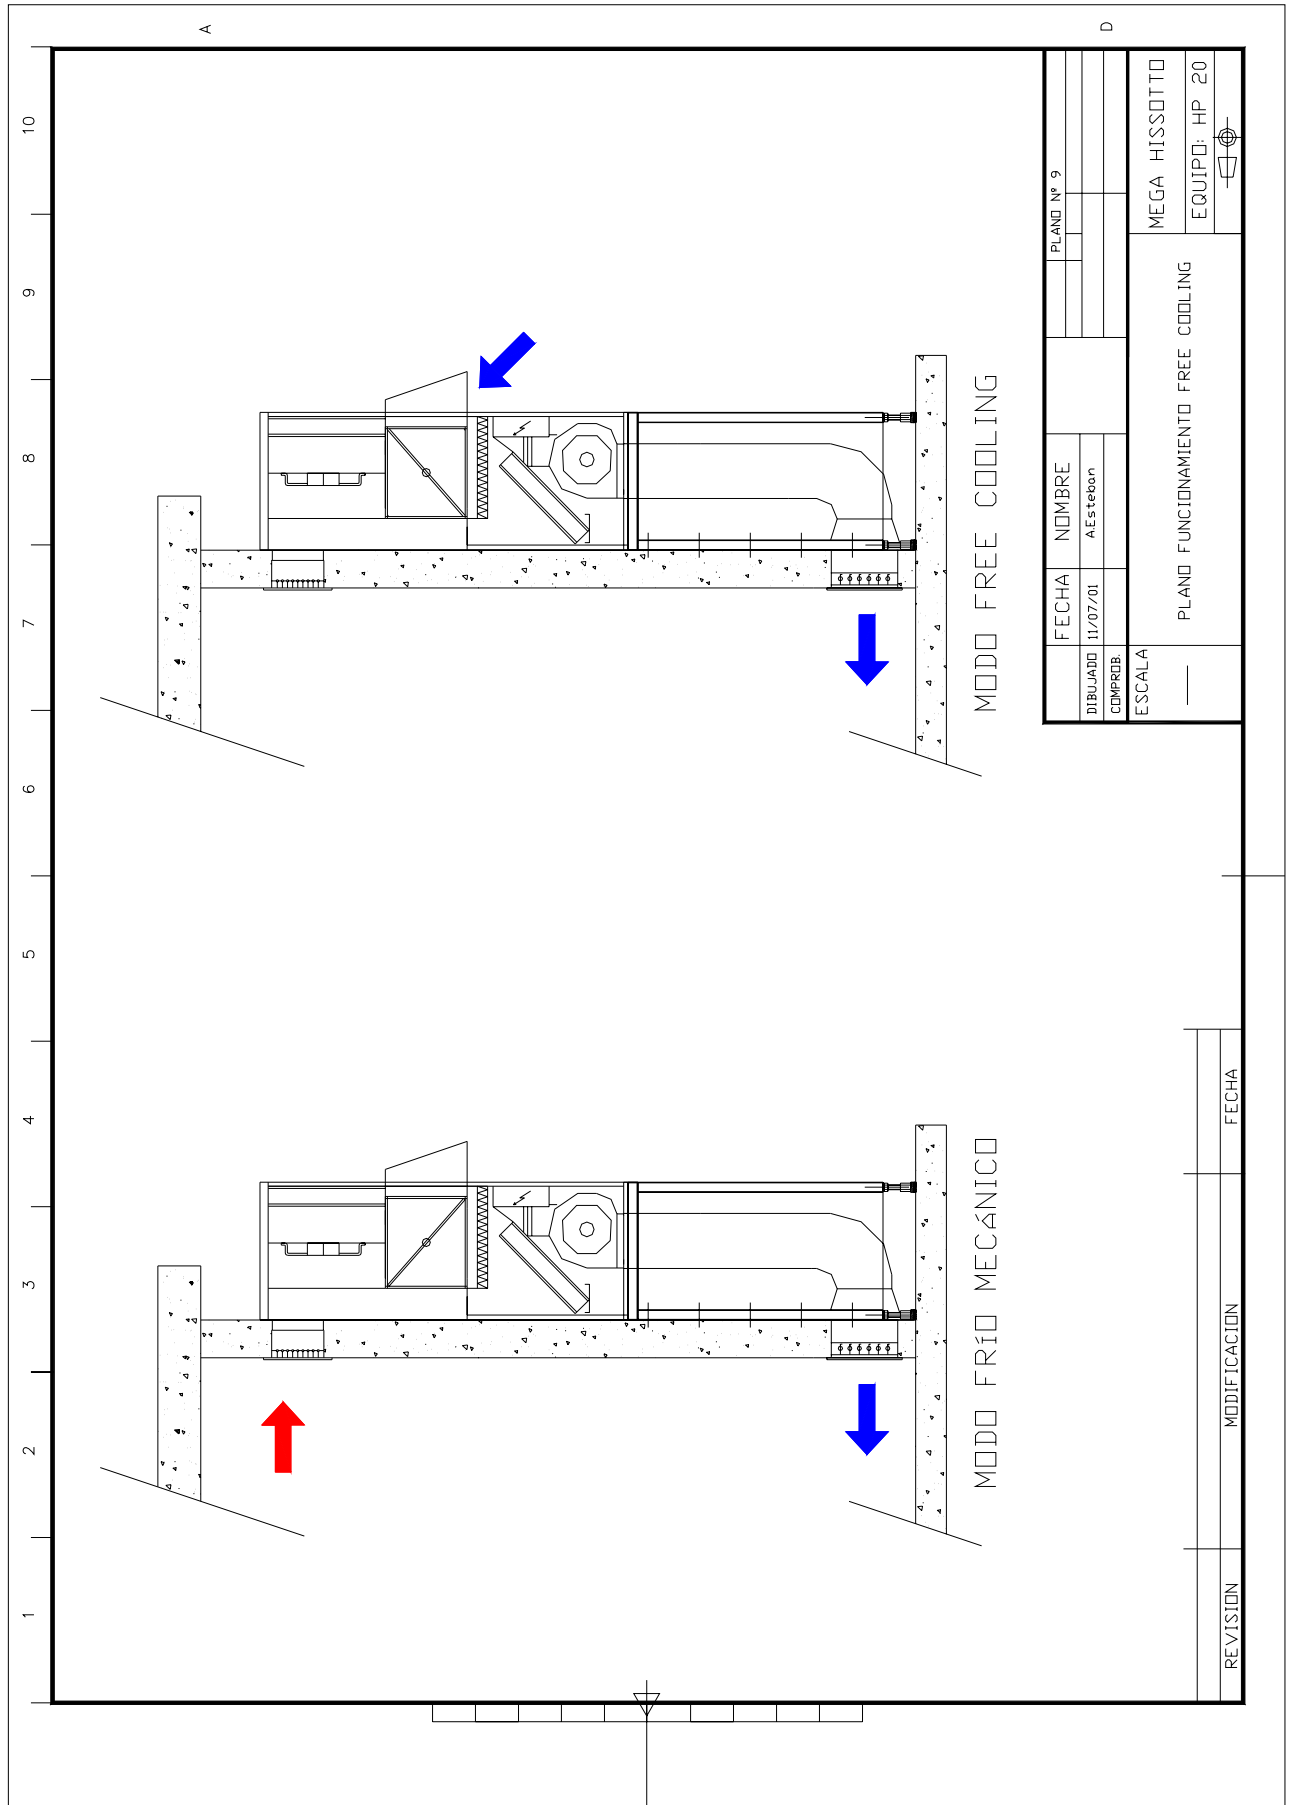 A
D
10
9
8
7
6
5
4
3
2
1
MODO FRÍO MECÁNICO
MODO FREE COOLING
PLANO Nº 9
FECHA NOMBRE
DIBUJADO 11/07/01 A.Esteban
COMPROB.
ESCALA
PLANO FUNCIONAMIENTO FREE COOLING
MEGA HISSOTTO
EQUIPO: HP 20
REVISION MODIFICACION FECHA